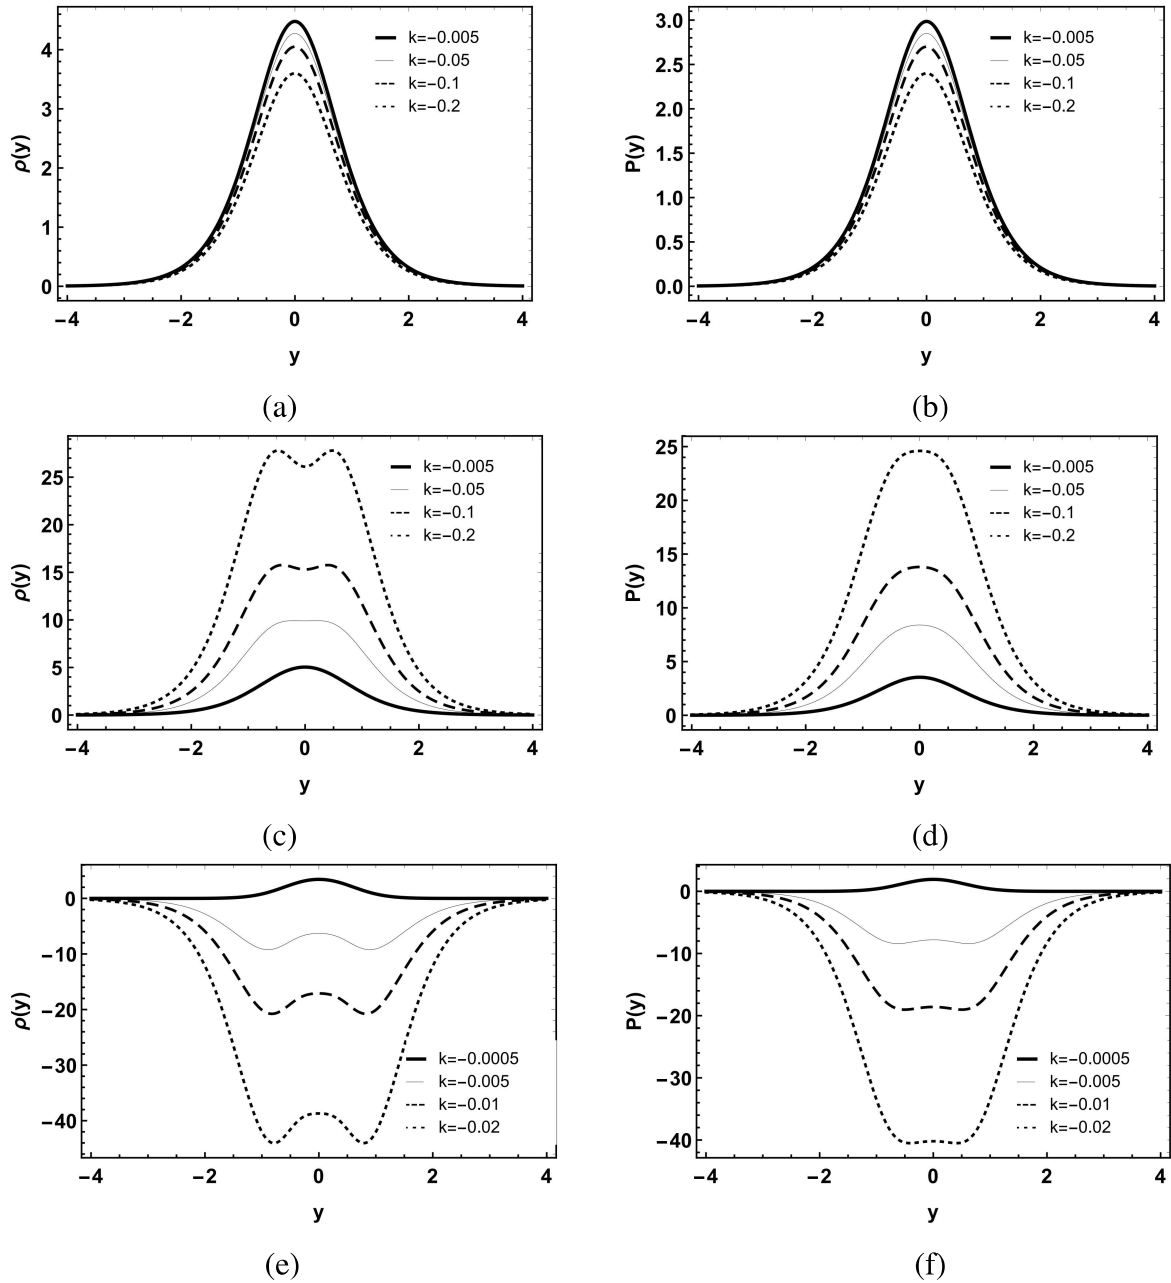 ρ(y)
4
3
2
1
0
k=−0.005
k=−0.05
k=−0.1
k=−0.2
−4 −2 0 2 4
y
(a)
P(y)
3.0
2.5
2.0
1.5
1.0
0.5
0.0
k=−0.005
k=−0.05
k=−0.1
k=−0.2
−4 −2 0 2 4
y
(b)
ρ(y)
25
20
15
10
5
0
k=−0.005
k=−0.05
k=−0.1
k=−0.2
−4 −2 0 2 4
y
(c)
P(y)
25
20
15
10
5
0
k=−0.005
k=−0.05
k=−0.1
k=−0.2
−4 −2 0 2 4
y
(d)
ρ(y)
0
−10
−20
−30
−40
k=−0.0005
k=−0.005
k=−0.01
k=−0.02
−4 −2 0 2 4
y
(e)
P(y)
0
−10
−20
−30
−40
k=−0.0005
k=−0.005
k=−0.01
k=−0.02
−4 −2 0 2 4
y
(f)